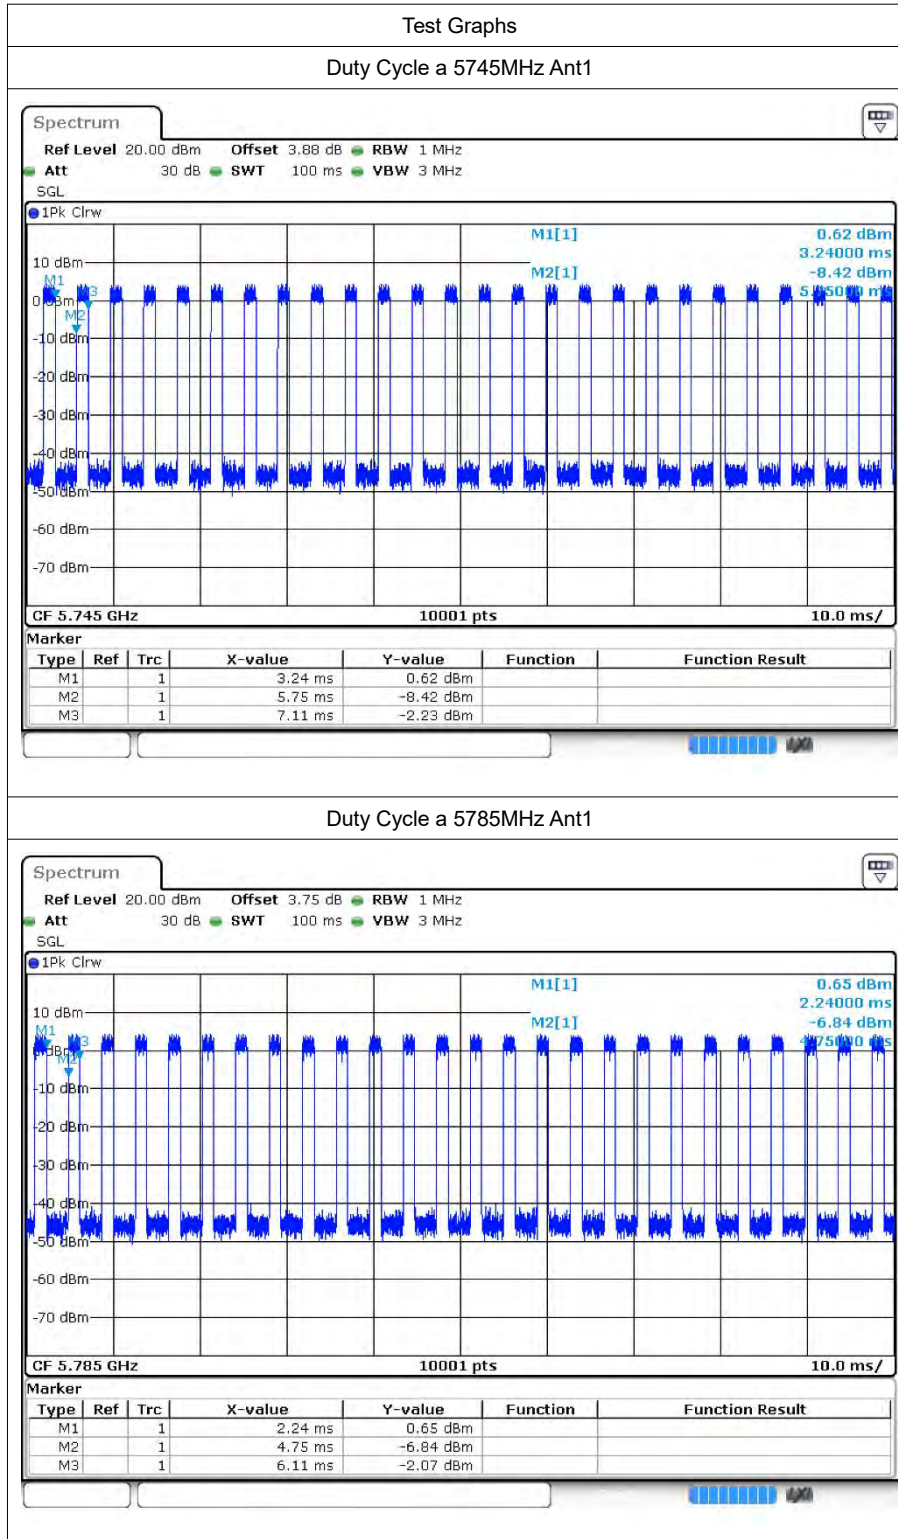 Test Graphs
Duty Cycle a 5745MHz Ant1
Spectrum
Ref Level 20.00 dBm Offset 3.88 dB RBW 1 MHz
Att 30 dB SWT 100 ms VBW 3 MHz
SGL
1Pk Clrw
M1[1] 0.62 dBm
3.24000 ms
M2[1] -8.42 dBm
10 dBm
M1
M3
M2
-10 dBm
-20 dBm
-30 dBm
-40 dBm
-50 dBm
-60 dBm
-70 dBm
CF 5.745 GHz 10001 pts 10.0 ms/
Marker
Type Ref Trc X-value Y-value Function Function Result
M1 1 3.24 ms 0.62 dBm
M2 1 5.75 ms -8.42 dBm
M3 1 7.11 ms -2.23 dBm
Duty Cycle a 5785MHz Ant1
Spectrum
Ref Level 20.00 dBm Offset 3.75 dB RBW 1 MHz
Att 30 dB SWT 100 ms VBW 3 MHz
SGL
1Pk Clrw
M1[1] 0.65 dBm
2.24000 ms
M2[1] -6.84 dBm
10 dBm
M1
M3
M2
-10 dBm
-20 dBm
-30 dBm
-40 dBm
-50 dBm
-60 dBm
-70 dBm
CF 5.785 GHz 10001 pts 10.0 ms/
Marker
Type Ref Trc X-value Y-value Function Function Result
M1 1 2.24 ms 0.65 dBm
M2 1 4.75 ms -6.84 dBm
M3 1 6.11 ms -2.07 dBm